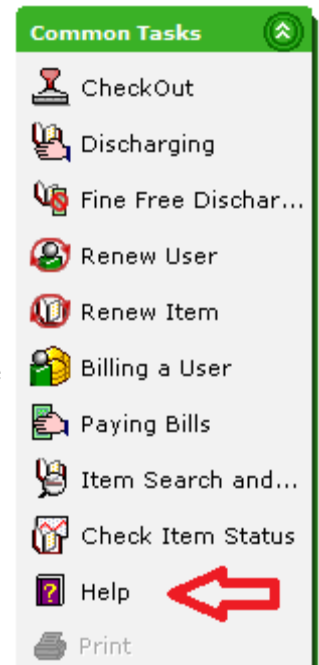 Common Tasks
CheckOut
Discharging
Fine Free Dischar...
Renew User
Renew Item
Billing a User
Paying Bills
Item Search and...
Check Item Status
Help
Print